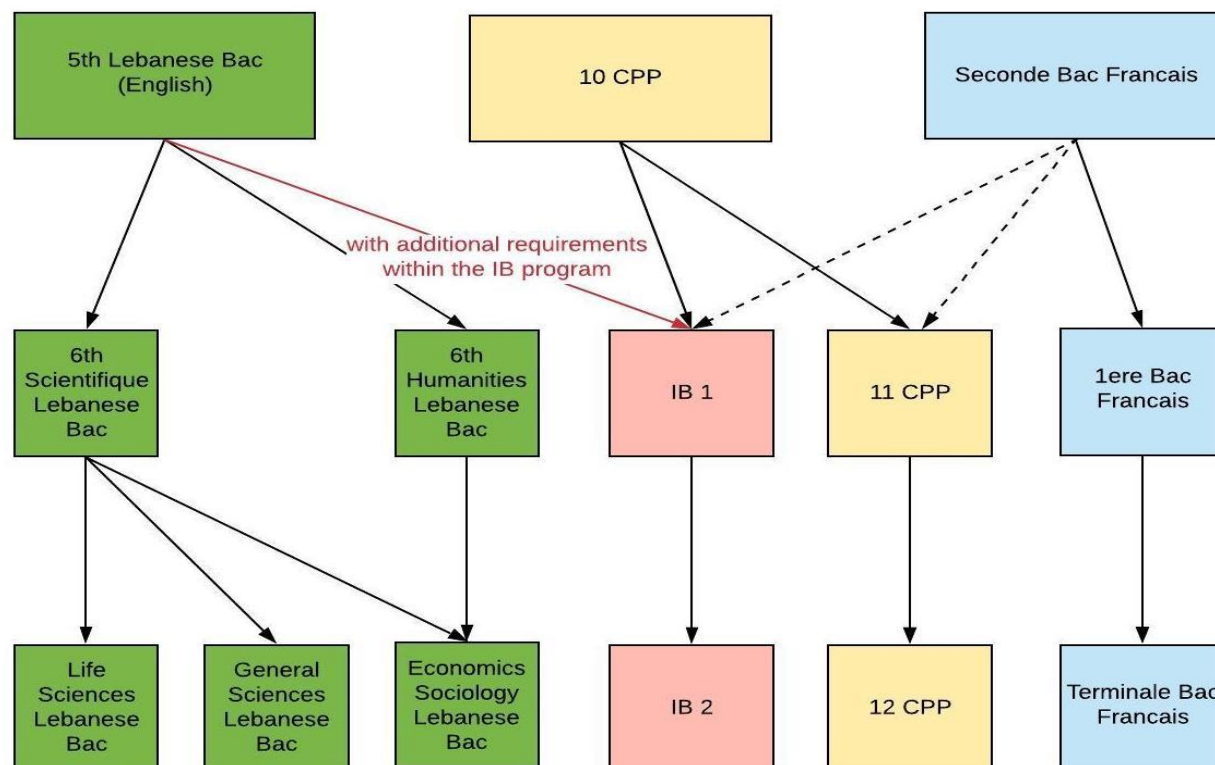 5th Lebanese Bac
(English)
10 CPP
Seconde Bac Francais
with additional requirements
within the IB program
6th
Scientifique
Lebanese
Bac
6th
Humanities
Lebanese
Bac
IB 1
11 CPP
1ere Bac
Francais
Life
Sciences
Lebanese
Bac
General
Sciences
Lebanese
Bac
Economics
Sociology
Lebanese
Bac
IB 2
12 CPP
Terminale Bac
Francais